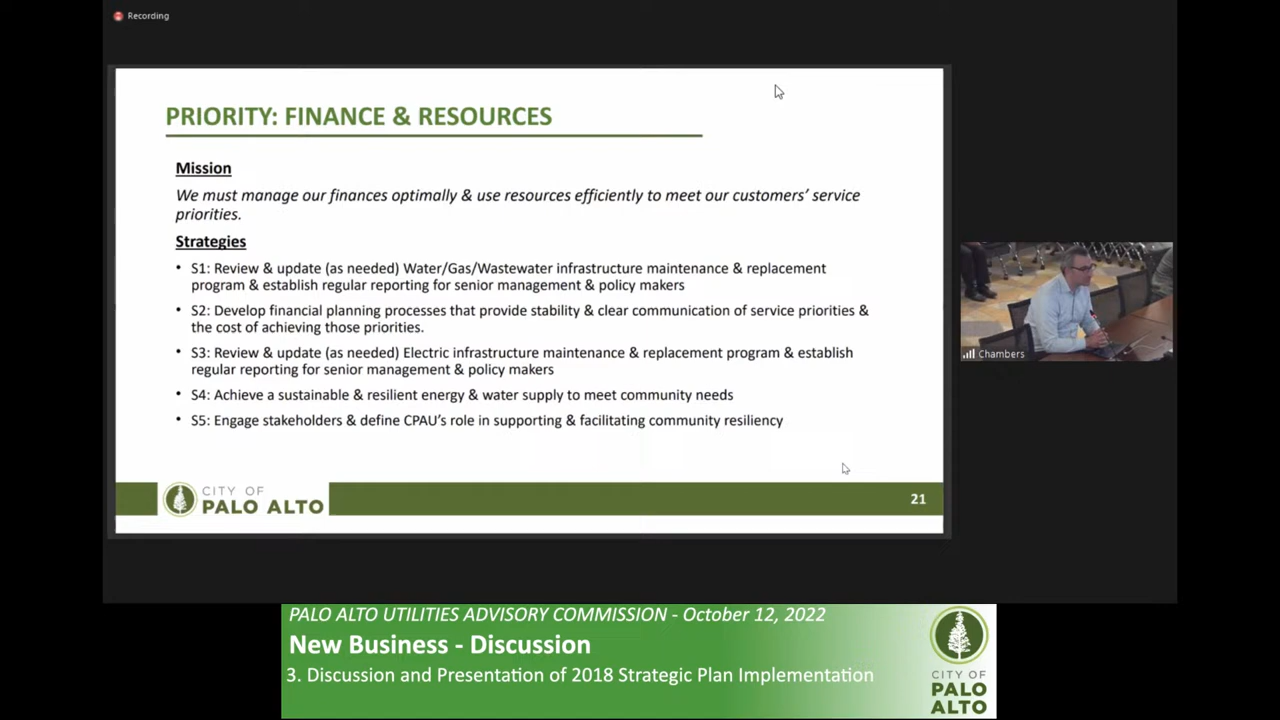 Recording
PRIORITY: FINANCE & RESOURCES
Mission
We must manage our finances optimally & use resources efficiently to meet our customers’ service
priorities.
Strategies
• S1: Review & update (as needed) Water/Gas/Wastewater infrastructure maintenance & replacement
program & establish regular reporting for senior management & policy makers
• S2: Develop financial planning processes that provide stability & clear communication of service priorities &
the cost of achieving those priorities.
• S3: Review & update (as needed) Electric infrastructure maintenance & replacement program & establish
regular reporting for senior management & policy makers
• S4: Achieve a sustainable & resilient energy & water supply to meet community needs
• S5: Engage stakeholders & define CPAU’s role in supporting & facilitating community resiliency
CITY OF
PALO ALTO
21
Chambers
PALO ALTO UTILITIES ADVISORY COMMISSION - October 12, 2022
New Business - Discussion
3. Discussion and Presentation of 2018 Strategic Plan Implementation
CITY OF
PALO
ALTO